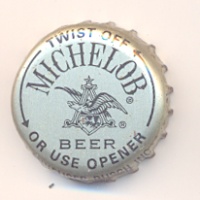 TWIST OFF
MICHELOB
®
BEER ®
OR USE OPENER